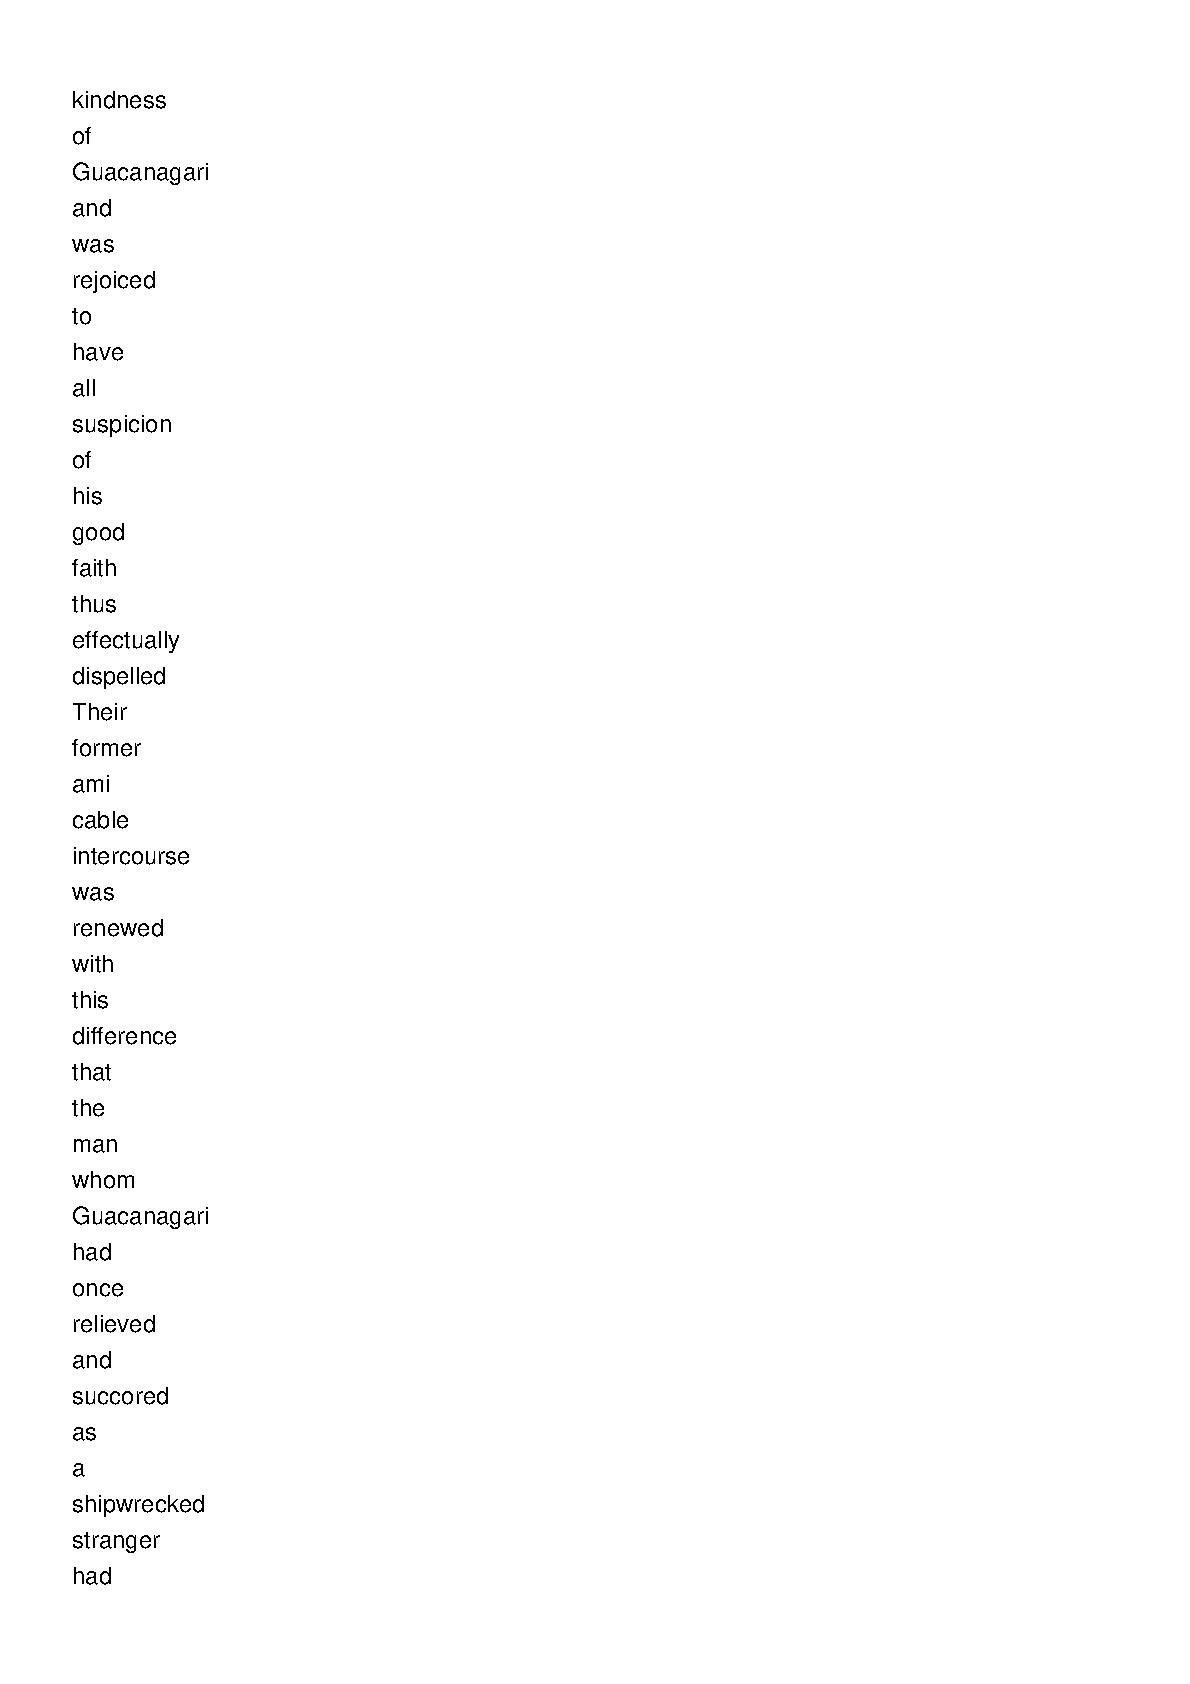 kindness
of
Guacanagari
and
was
rejoiced
to
have
all
suspicion
of
his
good
faith
thus
effectually
dispelled
Their
former
ami
cable
intercourse
was
renewed
with
this
difference
that
the
man
whom
Guacanagari
had
once
relieved
and
succored
as
a
shipwrecked
stranger
had